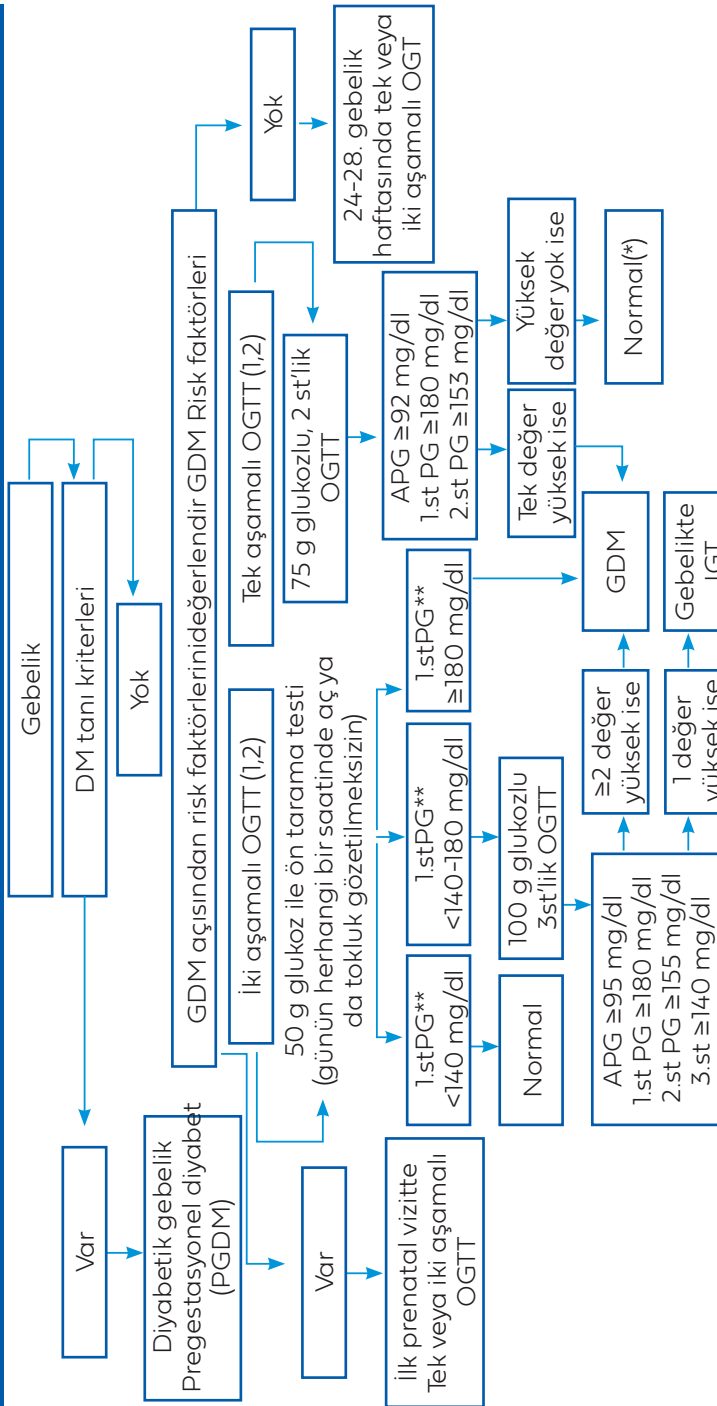 Gebelik
DM tanı kriterleri
Var
Yok
Diyabetik gebelik
Pregestasyonel diyabet
(PGDM)
GDM açısından risk faktörlerinideğerlendir GDM Risk faktörleri
Var
İlk prenatal vizitte
Tek veya iki aşamalı
OGTT
Yok
24-28. gebelik
haftasında tek veya
iki aşamalı OGT
İki aşamalı OGTT (1,2)
50 g glukoz ile ön tarama testi
(günün herhangi bir saatinde aç ya
da tokluk gözetilmeksizin)
1.stPG**
<140 mg/dl
Normal
1.stPG**
<140-180 mg/dl
1.stPG**
≥180 mg/dl
100 g glukozlu
3st'lik OGTT
APG ≥95 mg/dl
1.st PG ≥180 mg/dl
2.st PG ≥155 mg/dl
3.st ≥140 mg/dl
≥2 değer
yüksek ise
1 değer
yüksek ise
GDM
Gebelikte
IGT
Tek aşamalı OGTT (1,2)
75 g glukozlu, 2 st'lik
OGTT
APG ≥92 mg/dl
1.st PG ≥180 mg/dl
2.st PG ≥153 mg/dl
Tek değer
yüksek ise
Yüksek
değer yok ise
Normal(*)